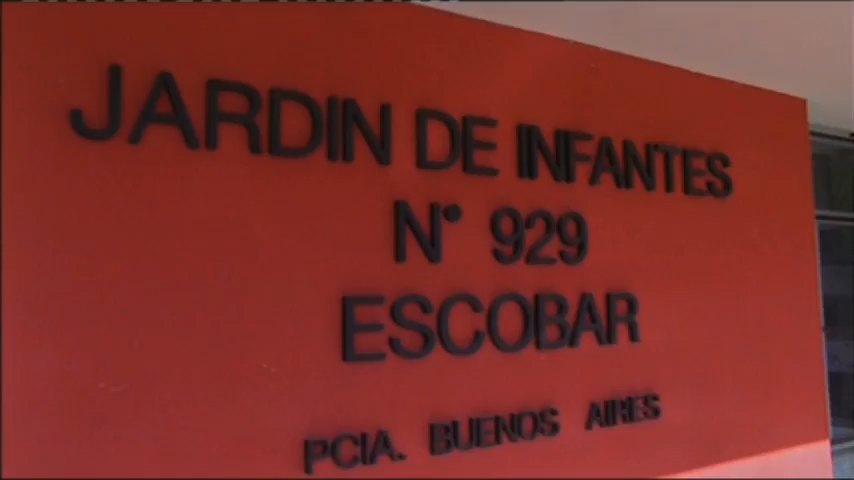 JARDIN DE INFANTES
N° 929
ESCOBAR
PCIA. BUENOS AIRES